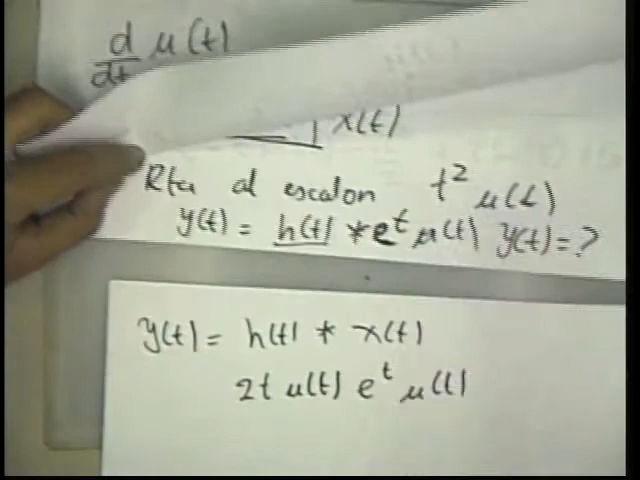 d/dt μ(t)
x(t)
Rta al escalon t² μ(t)
y(t) = h(t) * e^t μ(t) y(t) = ?
y(t) = h(t) * x(t)
2t u(t) e^t μ(t)